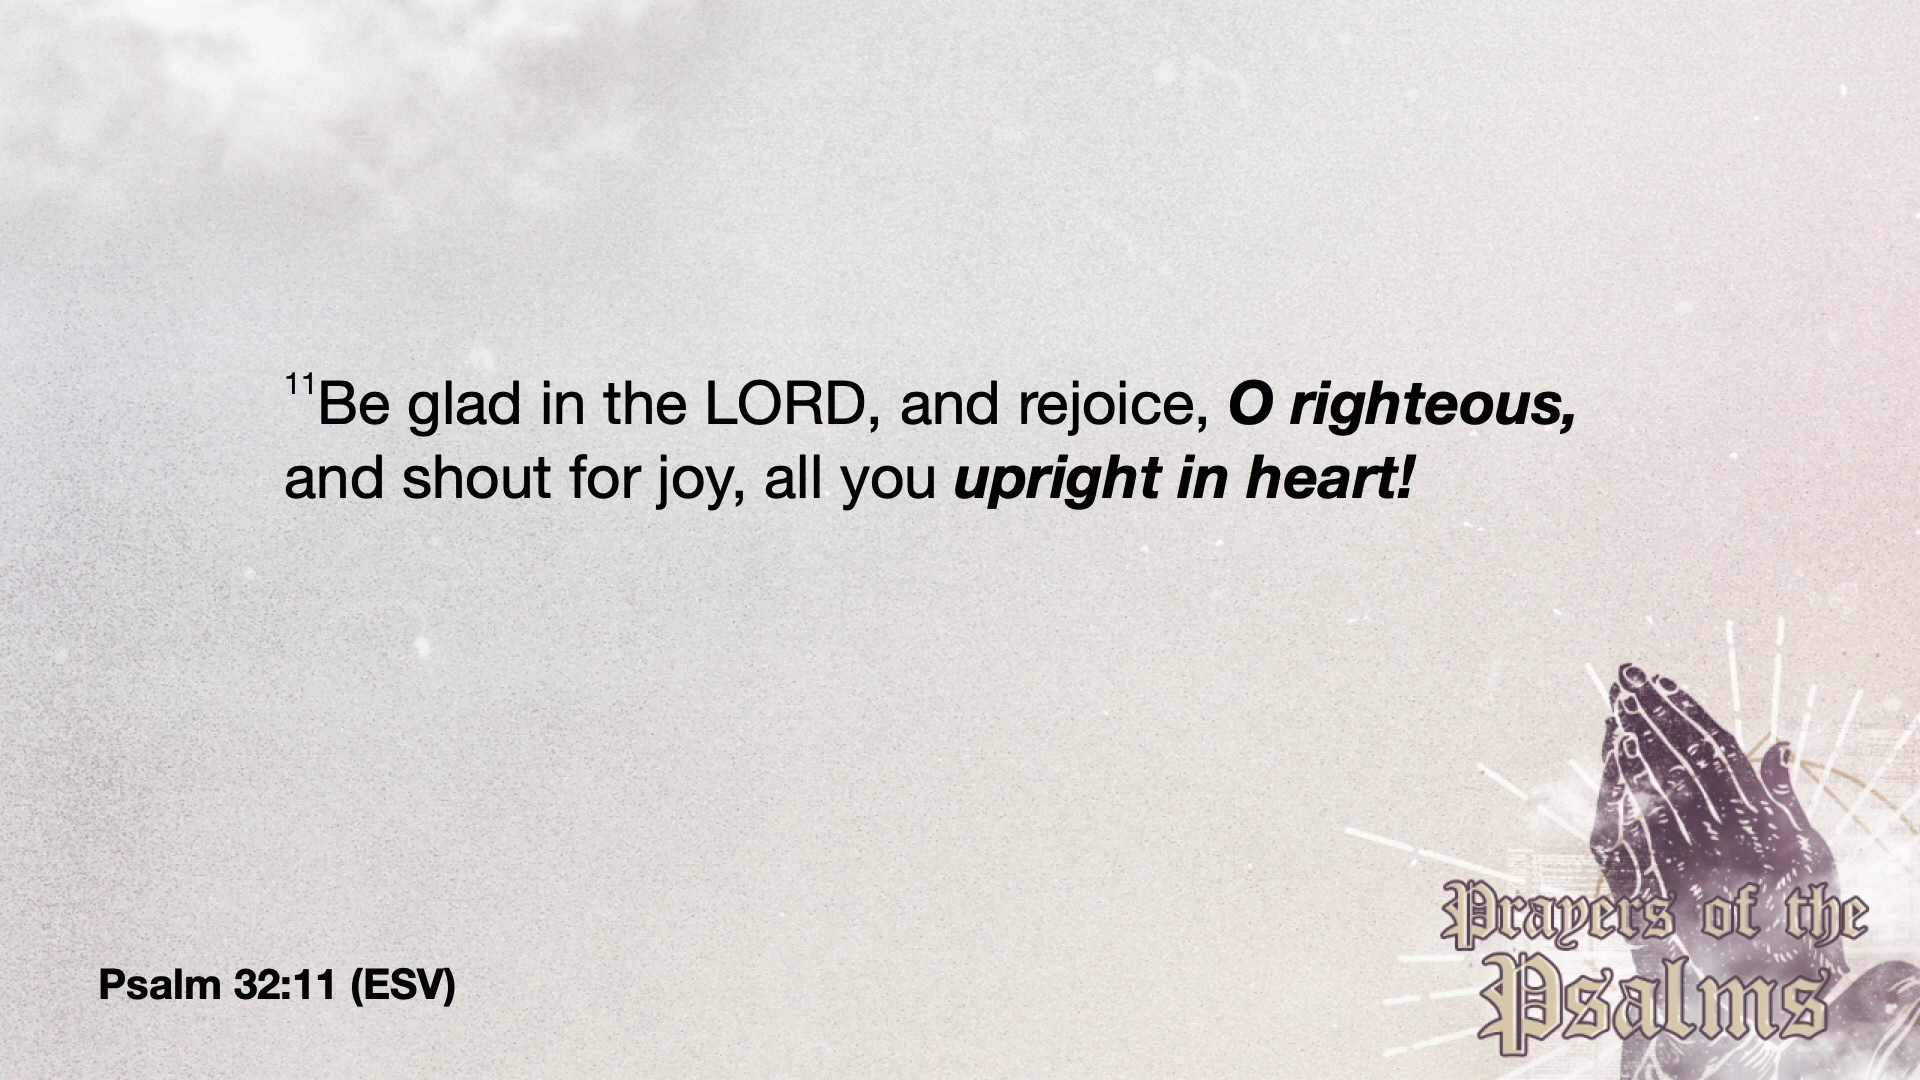 ¹¹Be glad in the LORD, and rejoice, O righteous,
and shout for joy, all you upright in heart!
Psalm 32:11 (ESV)
Prayers of the
Psalms